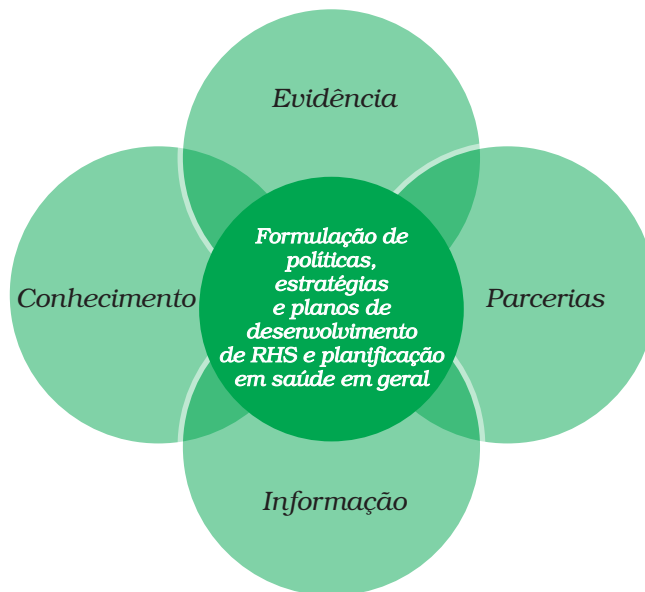 Evidência
Formulação de
políticas,
estratégias
e planos de
desenvolvimento
de RHS e planificação
em saúde em geral
Conhecimento
Parcerias
Informação